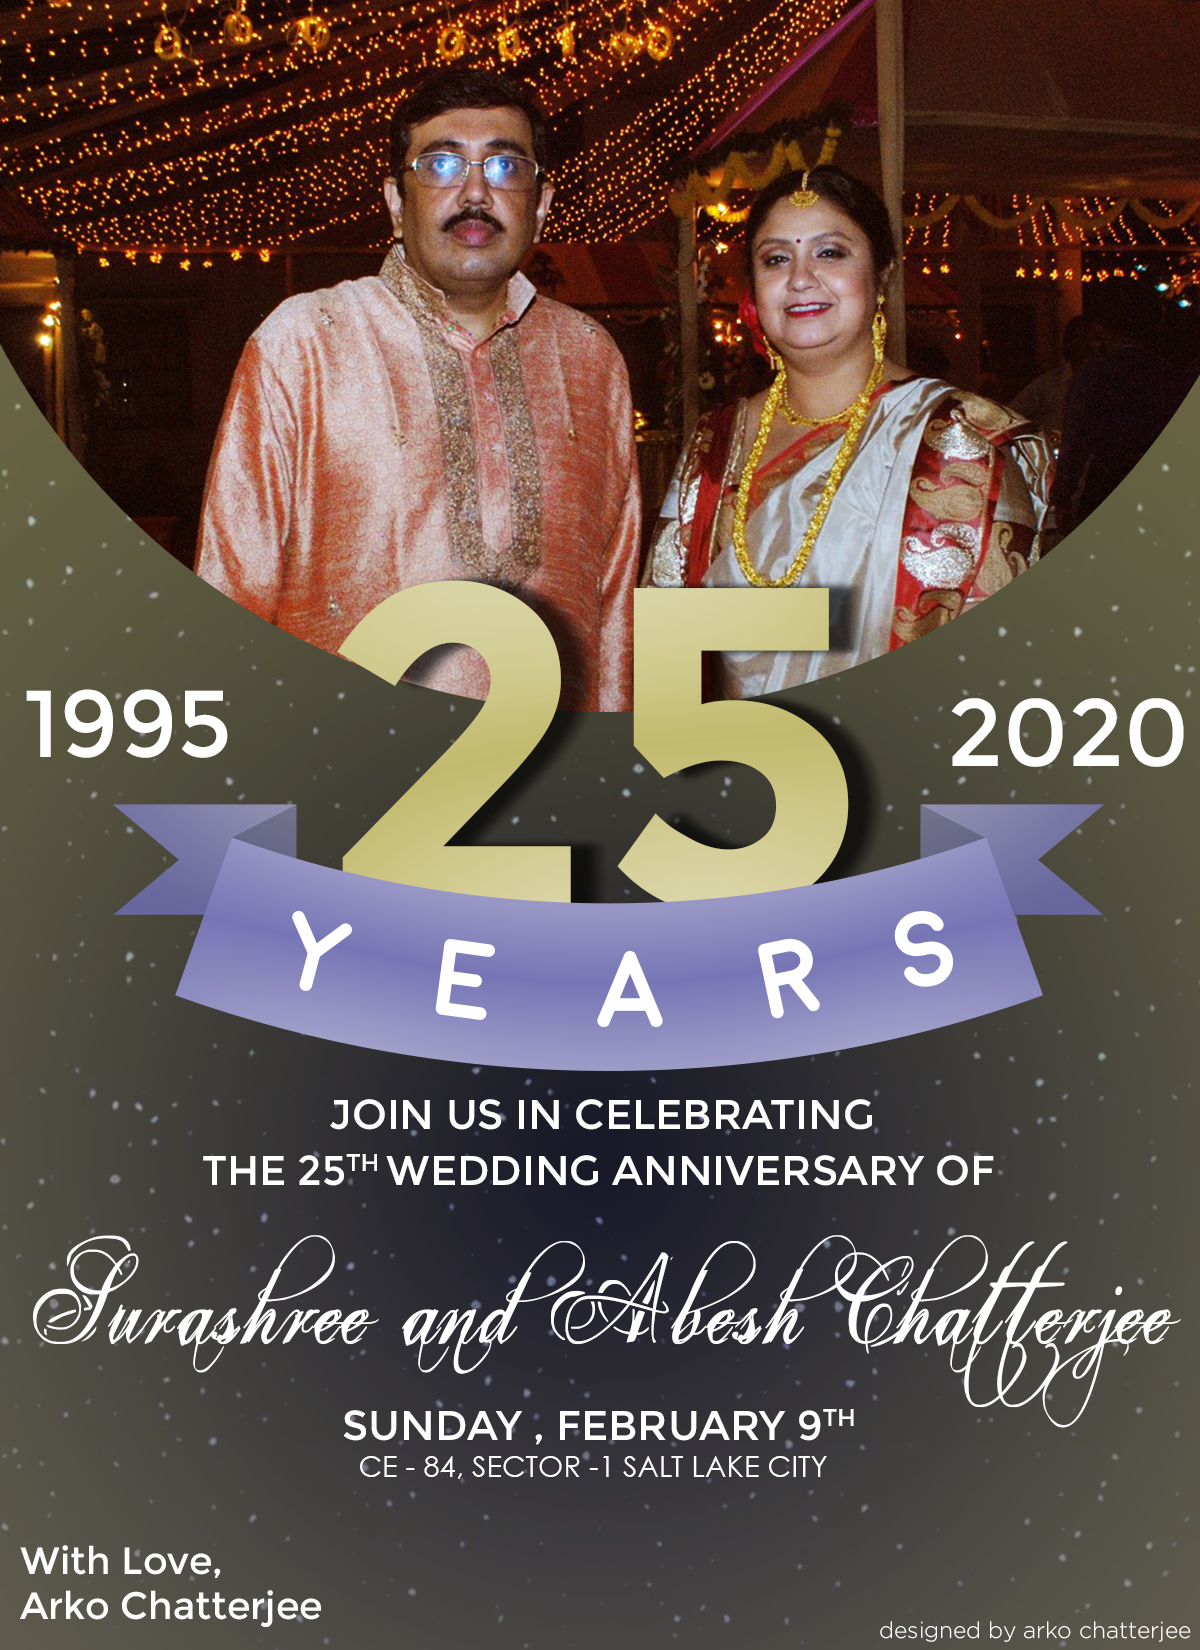 1995
2020
25
YEARS
JOIN US IN CELEBRATING
THE 25TH WEDDING ANNIVERSARY OF
Surashree and Abesh Chatterjee
SUNDAY , FEBRUARY 9TH
CE - 84, SECTOR -1 SALT LAKE CITY
With Love,
Arko Chatterjee
designed by arko chatterjee